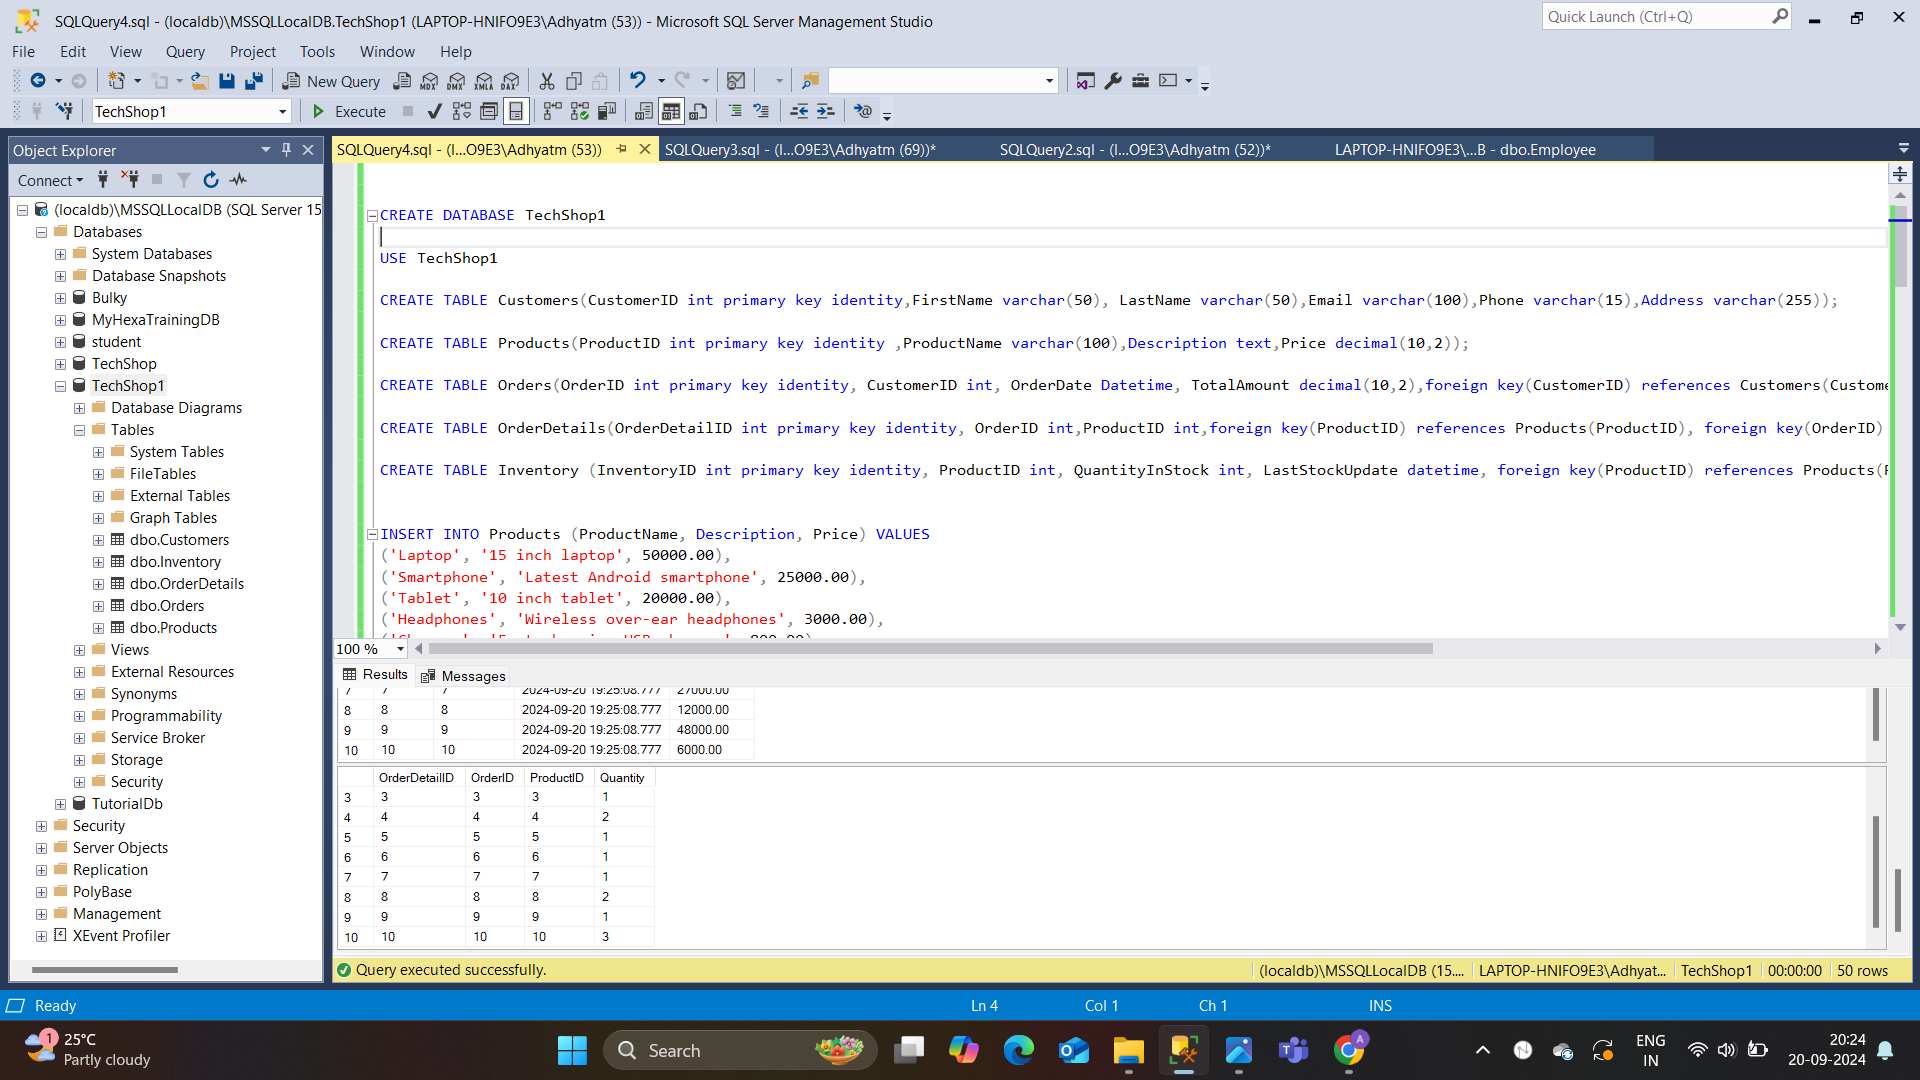 SQLQuery4.sql - (localdb)\MSSQLLocalDB.TechShop1 (LAPTOP-HNIFO9E3\Adhyatm (53)) - Microsoft SQL Server Management Studio
Quick Launch (Ctrl+Q)
File Edit View Query Project Tools Window Help
New Query MDX DMX XMLA DAX
TechShop1 Execute
Object Explorer
Connect
(localdb)\MSSQLLocalDB (SQL Server 15
Databases
System Databases
Database Snapshots
Bulky
MyHexaTrainingDB
student
TechShop
TechShop1
Database Diagrams
Tables
System Tables
FileTables
External Tables
Graph Tables
dbo.Customers
dbo.Inventory
dbo.OrderDetails
dbo.Orders
dbo.Products
Views
External Resources
Synonyms
Programmability
Service Broker
Storage
Security
TutorialDb
Security
Server Objects
Replication
PolyBase
Management
XEvent Profiler
SQLQuery4.sql - (l...O9E3\Adhyatm (53)) SQLQuery3.sql - (l...O9E3\Adhyatm (69))* SQLQuery2.sql - (l...O9E3\Adhyatm (52))* LAPTOP-HNIFO9E3\...B - dbo.Employee
CREATE DATABASE TechShop1
USE TechShop1
CREATE TABLE Customers(CustomerID int primary key identity,FirstName varchar(50), LastName varchar(50),Email varchar(100),Phone varchar(15),Address varchar(255));
CREATE TABLE Products(ProductID int primary key identity ,ProductName varchar(100),Description text,Price decimal(10,2));
CREATE TABLE Orders(OrderID int primary key identity, CustomerID int, OrderDate Datetime, TotalAmount decimal(10,2),foreign key(CustomerID) references Customers(Custome
CREATE TABLE OrderDetails(OrderDetailID int primary key identity, OrderID int,ProductID int,foreign key(ProductID) references Products(ProductID), foreign key(OrderID)
CREATE TABLE Inventory (InventoryID int primary key identity, ProductID int, QuantityInStock int, LastStockUpdate datetime, foreign key(ProductID) references Products(P
INSERT INTO Products (ProductName, Description, Price) VALUES
('Laptop', '15 inch laptop', 50000.00),
('Smartphone', 'Latest Android smartphone', 25000.00),
('Tablet', '10 inch tablet', 20000.00),
('Headphones', 'Wireless over-ear headphones', 3000.00),
100 %
Results Messages
7 7 7 2024-09-20 19:25:08.777 27000.00
8 8 8 2024-09-20 19:25:08.777 12000.00
9 9 9 2024-09-20 19:25:08.777 48000.00
10 10 10 2024-09-20 19:25:08.777 6000.00
OrderDetailID OrderID ProductID Quantity
3 3 3 3 1
4 4 4 4 2
5 5 5 5 1
6 6 6 6 1
7 7 7 7 1
8 8 8 8 2
9 9 9 9 1
10 10 10 10 3
Query executed successfully. (localdb)\MSSQLLocalDB (15.... LAPTOP-HNIFO9E3\Adhyat... TechShop1 00:00:00 50 rows
Ready Ln 4 Col 1 Ch 1 INS
1 25°C
Partly cloudy
Search
A
ENG
IN
20:24
20-09-2024